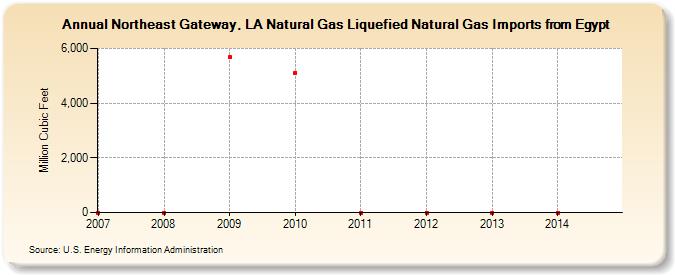 Annual Northeast Gateway, LA Natural Gas Liquefied Natural Gas Imports from Egypt
Million Cubic Feet
6,000
4,000
2,000
0
2007 2008 2009 2010 2011 2012 2013 2014
Source: U.S. Energy Information Administration